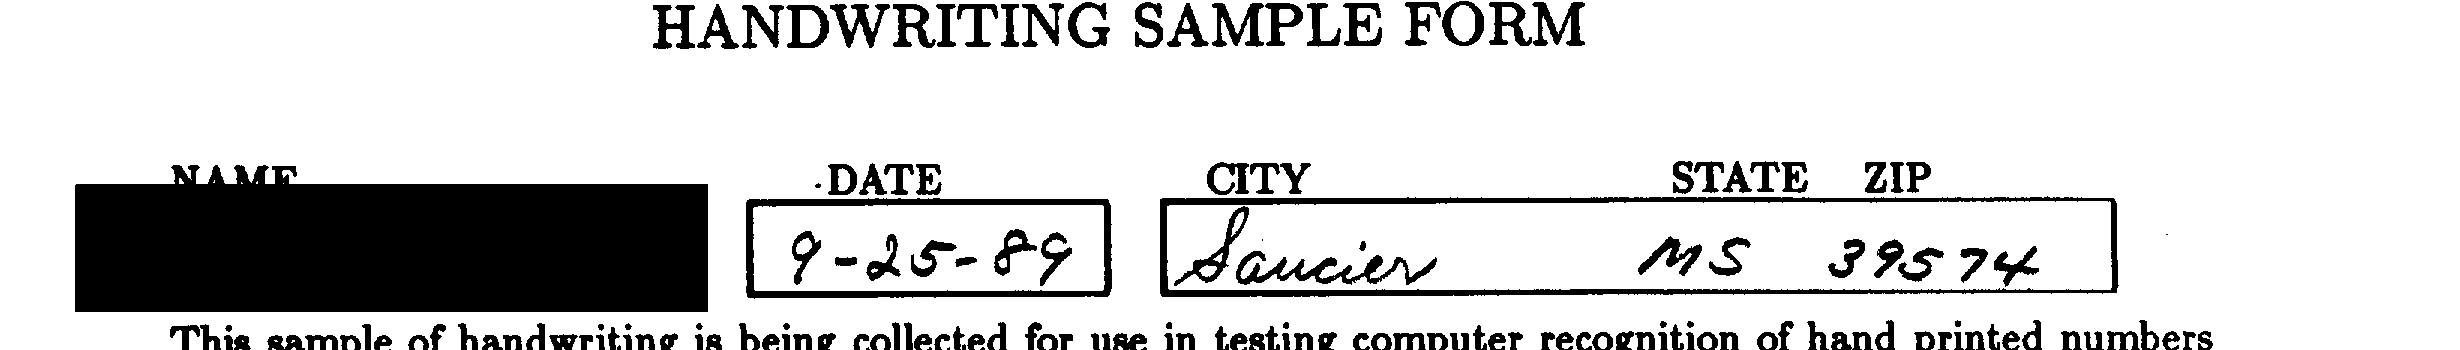 HANDWRITING SAMPLE FORM
NAME DATE CITY STATE ZIP
9-25-89 Saucier MS 39574
This sample of handwriting is being collected for use in testing computer recognition of hand printed numbers